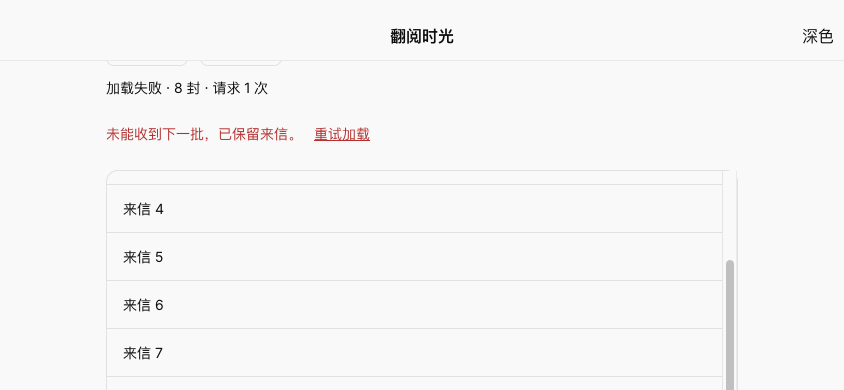 翻阅时光
深色
加载失败 · 8 封 · 请求 1 次
未能收到下一批，已保留来信。 重试加载
来信 4
来信 5
来信 6
来信 7